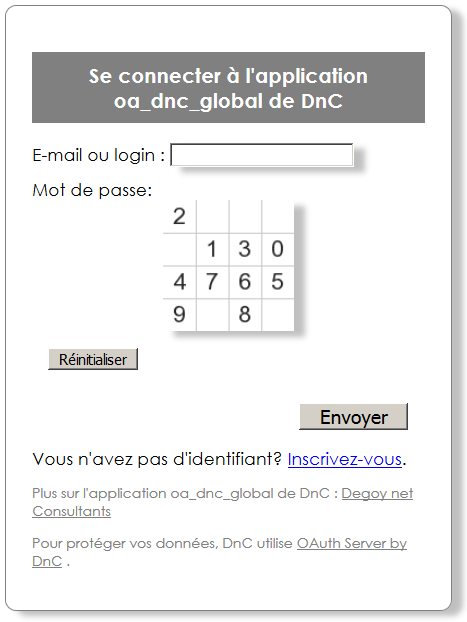 Se connecter à l'application
oa_dnc_global de DnC
E-mail ou login :
Mot de passe:
2
1 3 0
4 7 6 5
9 8
Réinitialiser
Envoyer
Vous n'avez pas d'identifiant? Inscrivez-vous.
Plus sur l'application oa_dnc_global de DnC : Degoy net
Consultants
Pour protéger vos données, DnC utilise OAuth Server by
DnC .